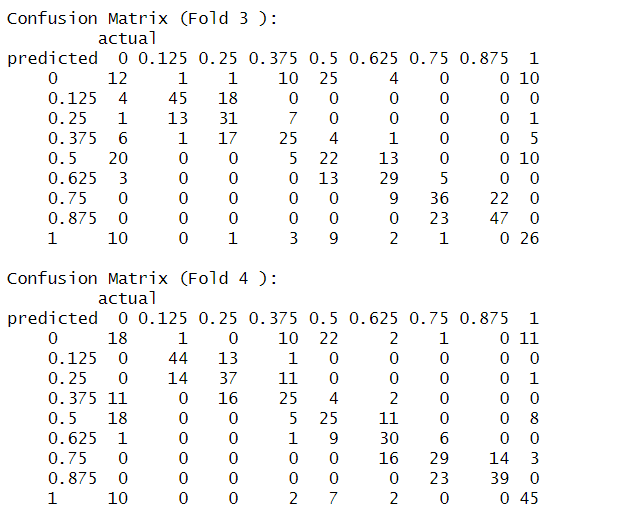 Confusion Matrix (Fold 3 ):
         actual
predicted  0 0.125 0.25 0.375 0.5 0.625 0.75 0.875  1
    0     12     1    1    10  25     4    0     0 10
    0.125  4    45   18     0   0     0    0     0  0
    0.25   1    13   31     7   0     0    0     0  1
    0.375  6     1   17    25   4     1    0     0  5
    0.5   20     0    0     5  22    13    0     0 10
    0.625  3     0    0     0  13    29    5     0  0
    0.75   0     0    0     0   0     9   36    22  0
    0.875  0     0    0     0   0     0   23    47  0
    1     10     0    1     3   9     2    1     0 26

Confusion Matrix (Fold 4 ):
         actual
predicted  0 0.125 0.25 0.375 0.5 0.625 0.75 0.875  1
    0     18     1    0    10  22     2    1     0 11
    0.125  0    44   13     1   0     0    0     0  0
    0.25   0    14   37    11   0     0    0     0  1
    0.375 11     0   16    25   4     2    0     0  0
    0.5   18     0    0     5  25    11    0     0  8
    0.625  1     0    0     1   9    30    6     0  0
    0.75   0     0    0     0   0    16   29    14  3
    0.875  0     0    0     0   0     0   23    39  0
    1     10     0    0     2   7     2    0     0 45